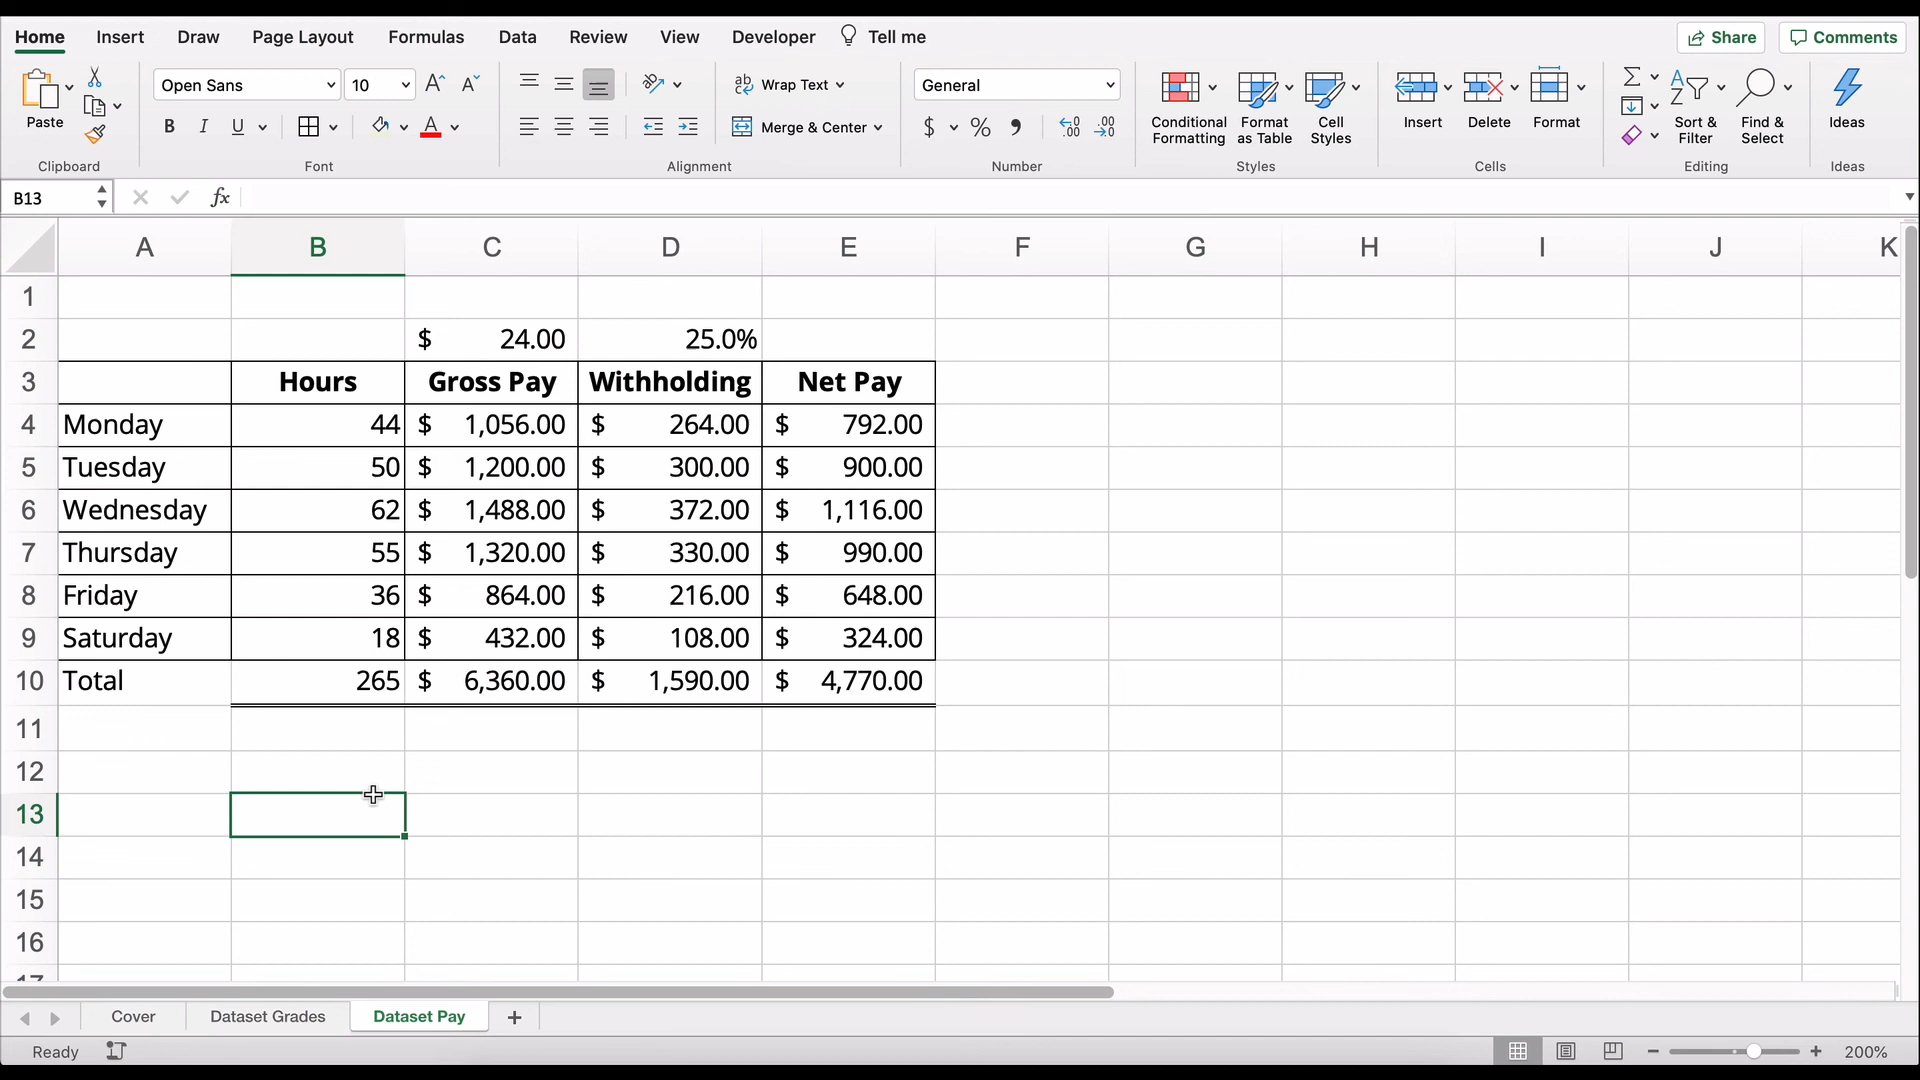 Home Insert Draw Page Layout Formulas Data Review View Developer Tell me Share Comments
Paste Open Sans 10 A A ab Wrap Text General Conditional Formatting Format as Table Cell Styles Insert Delete Format Sort & Filter Find & Select Ideas
B I U A Merge & Center $ %
Clipboard Font Alignment Number Styles Cells Editing Ideas
B13 fx
A B C D E F G H I J K
1
2 $ 24.00 25.0%
3 Hours Gross Pay Withholding Net Pay
4 Monday 44 $ 1,056.00 $ 264.00 $ 792.00
5 Tuesday 50 $ 1,200.00 $ 300.00 $ 900.00
6 Wednesday 62 $ 1,488.00 $ 372.00 $ 1,116.00
7 Thursday 55 $ 1,320.00 $ 330.00 $ 990.00
8 Friday 36 $ 864.00 $ 216.00 $ 648.00
9 Saturday 18 $ 432.00 $ 108.00 $ 324.00
10 Total 265 $ 6,360.00 $ 1,590.00 $ 4,770.00
11
12
13
14
15
16
17
Cover Dataset Grades Dataset Pay +
Ready 200%